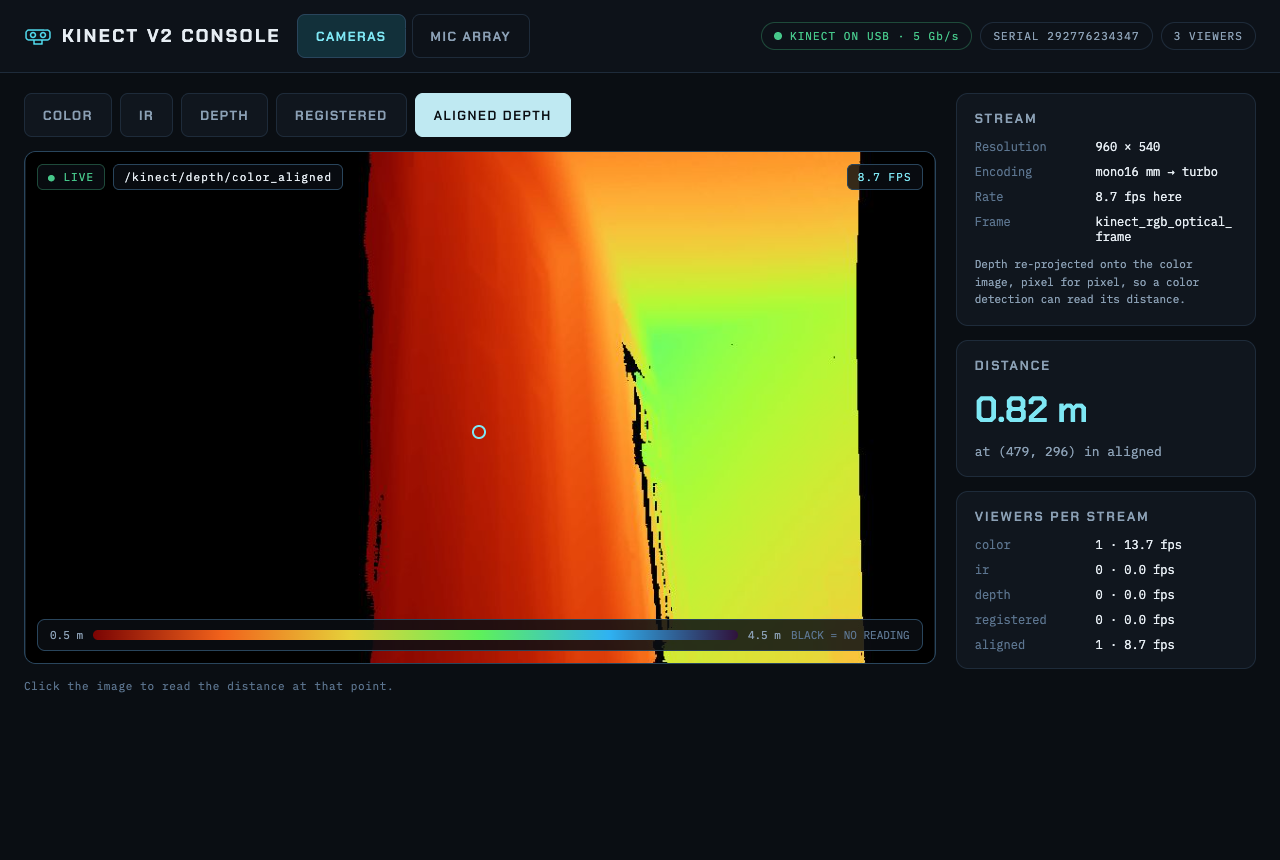 KINECT V2 CONSOLE
CAMERAS
MIC ARRAY
KINECT ON USB · 5 Gb/s
SERIAL 292776234347
3 VIEWERS
COLOR
IR
DEPTH
REGISTERED
ALIGNED DEPTH
LIVE
/kinect/depth/color_aligned
8.7 FPS
0.5 m
4.5 m
BLACK = NO READING
Click the image to read the distance at that point.
STREAM
Resolution 960 × 540
Encoding mono16 mm → turbo
Rate 8.7 fps here
Frame kinect_rgb_optical_
frame
Depth re-projected onto the color
image, pixel for pixel, so a color
detection can read its distance.
DISTANCE
0.82 m
at (479, 296) in aligned
VIEWERS PER STREAM
color 1 · 13.7 fps
ir 0 · 0.0 fps
depth 0 · 0.0 fps
registered 0 · 0.0 fps
aligned 1 · 8.7 fps